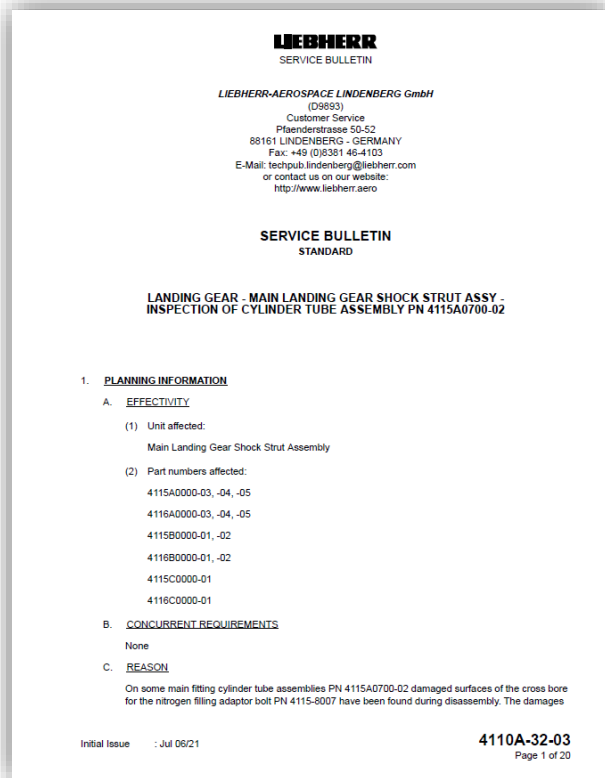 LIEBHERR
SERVICE BULLETIN
LIEBHERR-AEROSPACE LINDENBERG GmbH
(D9893)
Customer Service
Pfaenderstrasse 50-52
88161 LINDENBERG - GERMANY
Fax: +49 (0)8381 46-4103
E-Mail: techpub.lindenberg@liebherr.com
or contact us on our website:
http://www.liebherr.aero
SERVICE BULLETIN
STANDARD
LANDING GEAR - MAIN LANDING GEAR SHOCK STRUT ASSY -
INSPECTION OF CYLINDER TUBE ASSEMBLY PN 4115A0700-02
1. PLANNING INFORMATION
A. EFFECTIVITY
(1) Unit affected:
Main Landing Gear Shock Strut Assembly
(2) Part numbers affected:
4115A0000-03, -04, -05
4116A0000-03, -04, -05
4115B0000-01, -02
4116B0000-01, -02
4115C0000-01
4116C0000-01
B. CONCURRENT REQUIREMENTS
None
C. REASON
On some main fitting cylinder tube assemblies PN 4115A0700-02 damaged surfaces of the cross bore
for the nitrogen filling adaptor bolt PN 4115-8007 have been found during disassembly. The damages
Initial Issue : Jul 06/21
4110A-32-03
Page 1 of 20